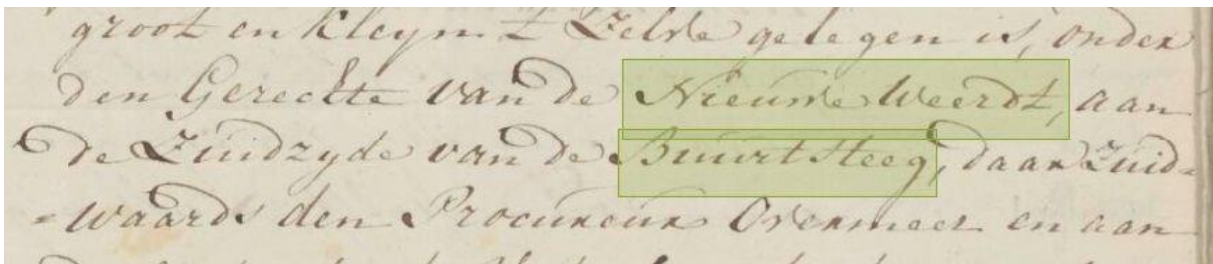 groot en kleyn 't Zelve gelegen is, onder
den Gerechte van de Nieuwe Weerdt, aan
de Zuidzyde van de Buurtsteeg, daar Zuid=
=waards den Procureur Overmeer en aan